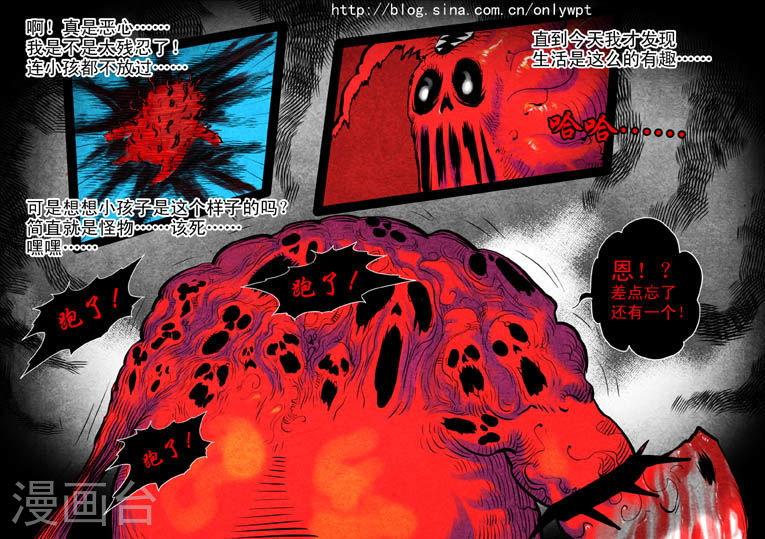 http://blog.sina.com.cn/onlywpt
啊！真是恶心……
我是不是太残忍了！
连小孩都不放过……
直到今天我才发现
生活是这么的有趣……
哈哈……
可是想想小孩子是这个样子的吗?
简直就是怪物……该死……
嘿嘿……
恩！？
差点忘了
还有一个！
跑了！
跑了！
跑了！
漫画台